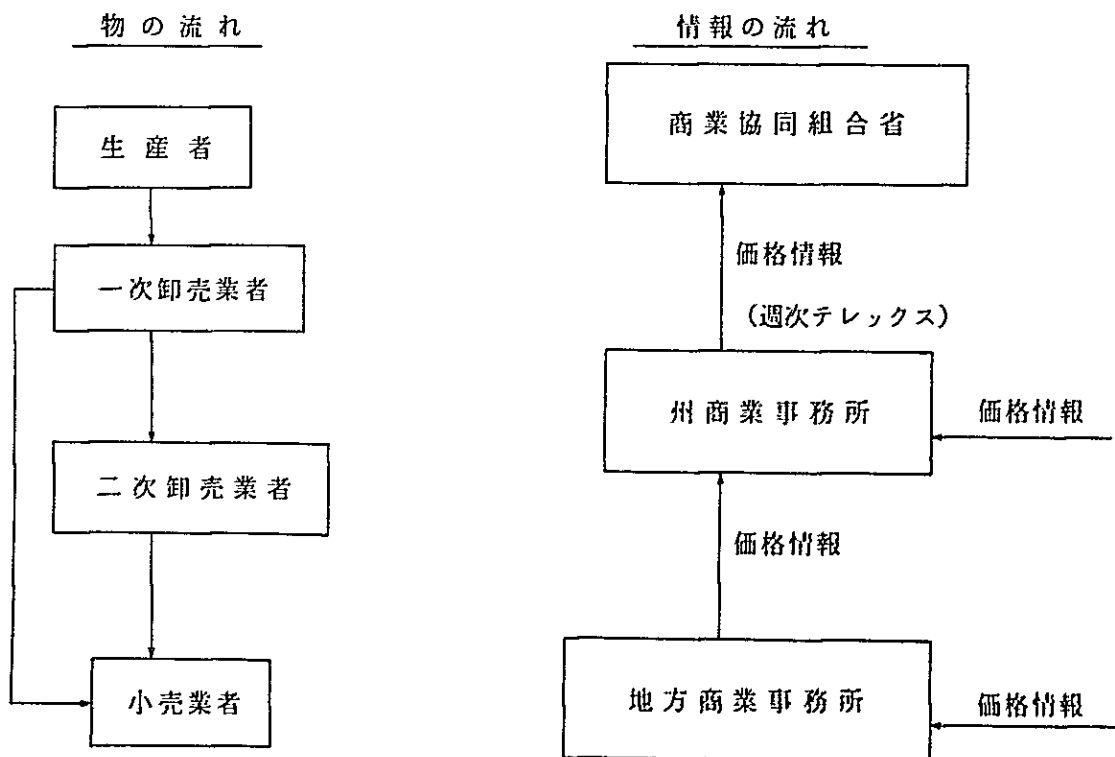 物の流れ
生産者
一次卸売業者
二次卸売業者
小売業者
情報の流れ
商業協同組合省
価格情報
（週次テレックス）
州商業事務所
価格情報
価格情報
地方商業事務所
価格情報